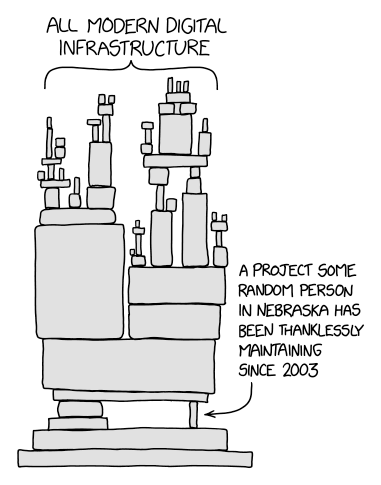 ALL MODERN DIGITAL
INFRASTRUCTURE
A PROJECT SOME
RANDOM PERSON
IN NEBRASKA HAS
BEEN THANKLESSLY
MAINTAINING
SINCE 2003